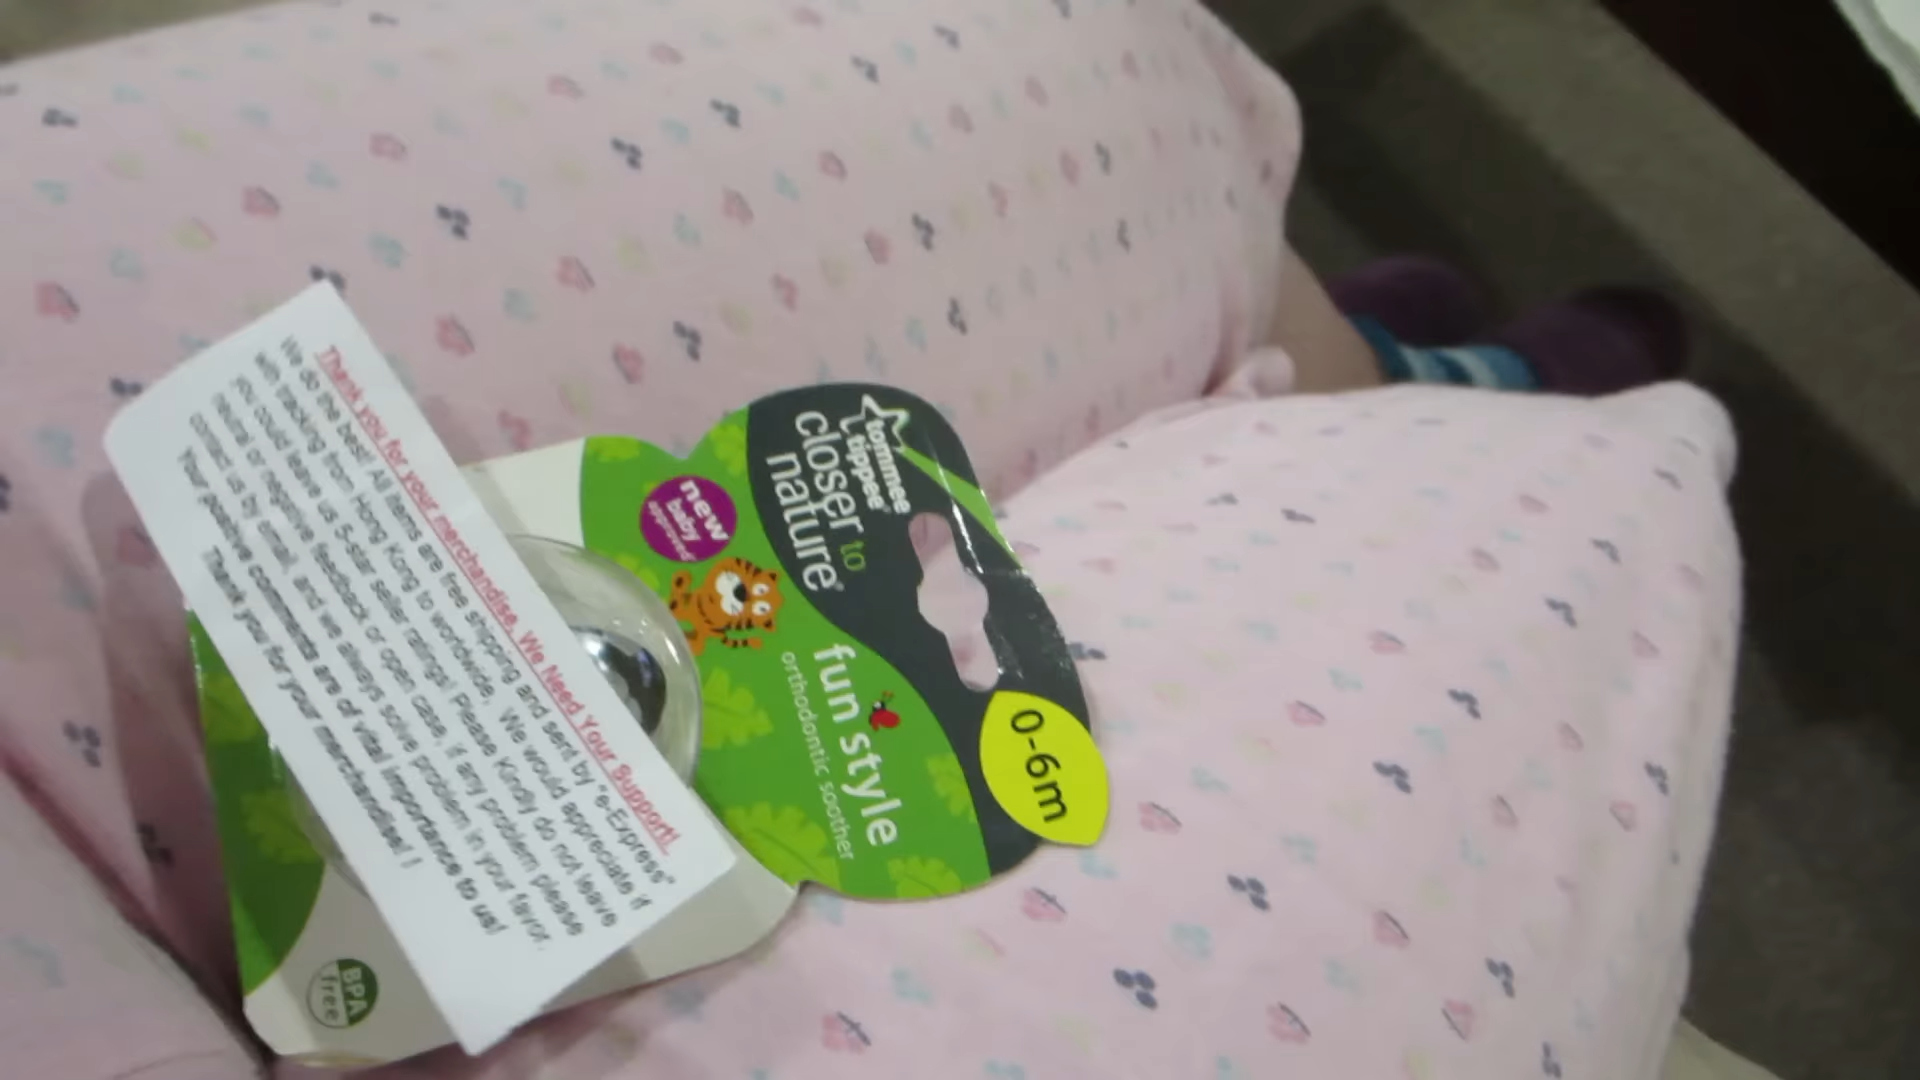 Thank you for your merchandise, We Need Your Support!
We do the best! All items are free shipping and sent by "e-Express"
with tracking from Hong Kong to worldwide, We would appreciate if
you could leave us 5-star seller ratings! Please Kindly do not leave
neutral or negative feedback or open case, if any problem please
contact us by email, and we always solve problem in your favor.
Your positive comments are of vital importance to us!
Thank you for your merchandise! !
tommee
tippee®
closer to
nature®
new
baby
approved
fun style
orthodontic soother
0-6m
BPA
free